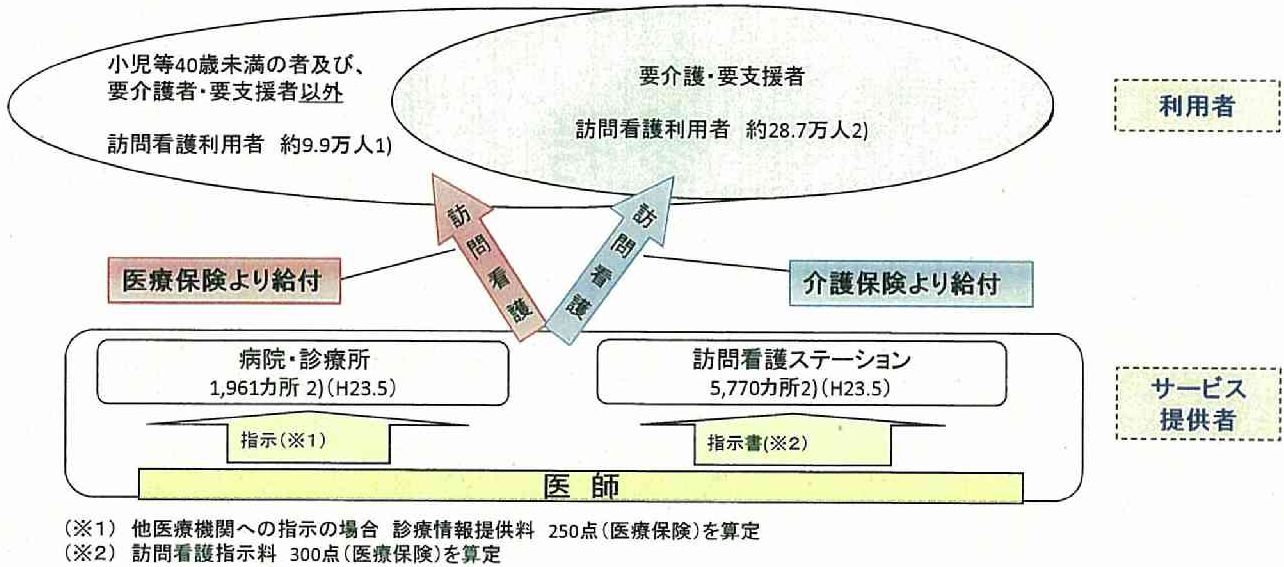 小児等40歳未満の者及び、
要介護者・要支援者以外
訪問看護利用者 約9.9万人1)
要介護・要支援者
訪問看護利用者 約28.7万人2)
利用者
訪問看護
訪問看護
医療保険より給付
介護保険より給付
病院・診療所
1,961カ所 2)(H23.5)
訪問看護ステーション
5,770カ所2)(H23.5)
サービス
提供者
指示(※1)
指示書(※2)
医 師
(※1) 他医療機関への指示の場合 診療情報提供料 250点(医療保険)を算定
(※2) 訪問看護指示料 300点(医療保険)を算定